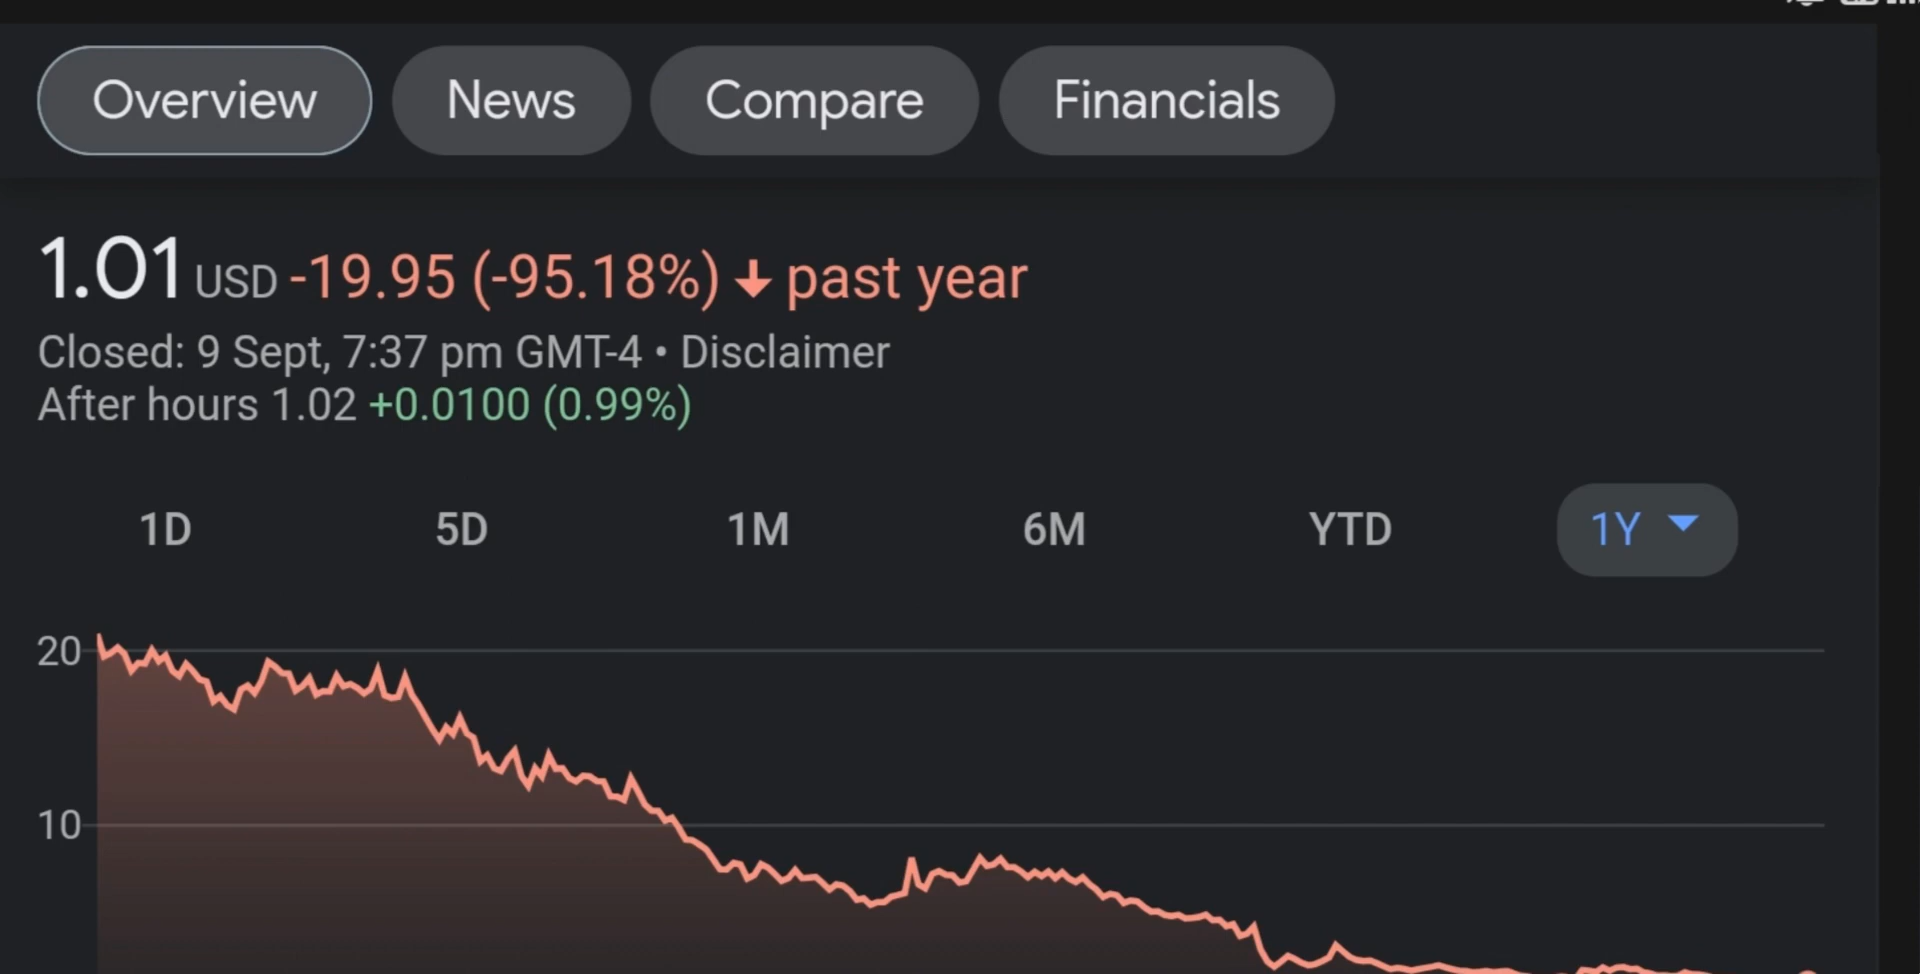 Overview News Compare Financials
1.01 USD -19.95 (-95.18%) ↓ past year
Closed: 9 Sept, 7:37 pm GMT-4 • Disclaimer
After hours 1.02 +0.0100 (0.99%)
1D 5D 1M 6M YTD 1Y
20
10